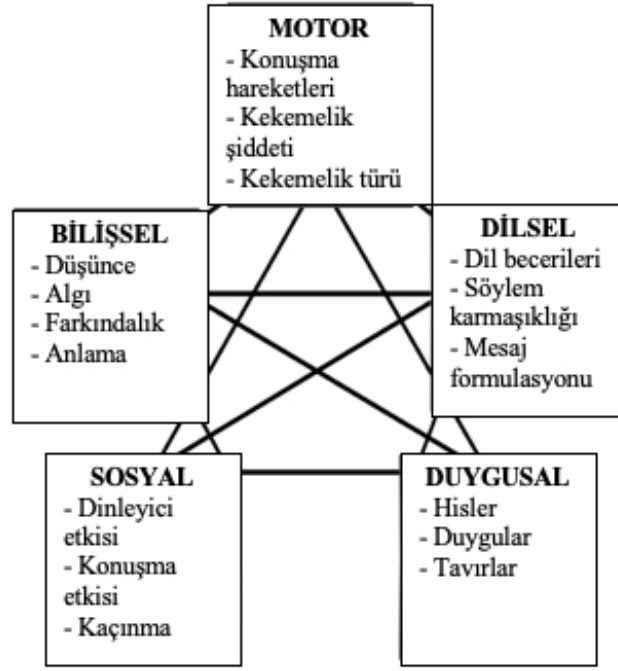 MOTOR
- Konuşma
hareketleri
- Kekemelik
şiddeti
- Kekemelik türü
BİLİŞSEL
- Düşünce
- Algı
- Farkındalık
- Anlama
DİLSEL
- Dil becerileri
- Söylem
karmaşıklığı
- Mesaj
formulasyonu
SOSYAL
- Dinleyici
etkisi
- Konuşma
etkisi
- Kaçınma
DUYGUSAL
- Hisler
- Duygular
- Tavırlar